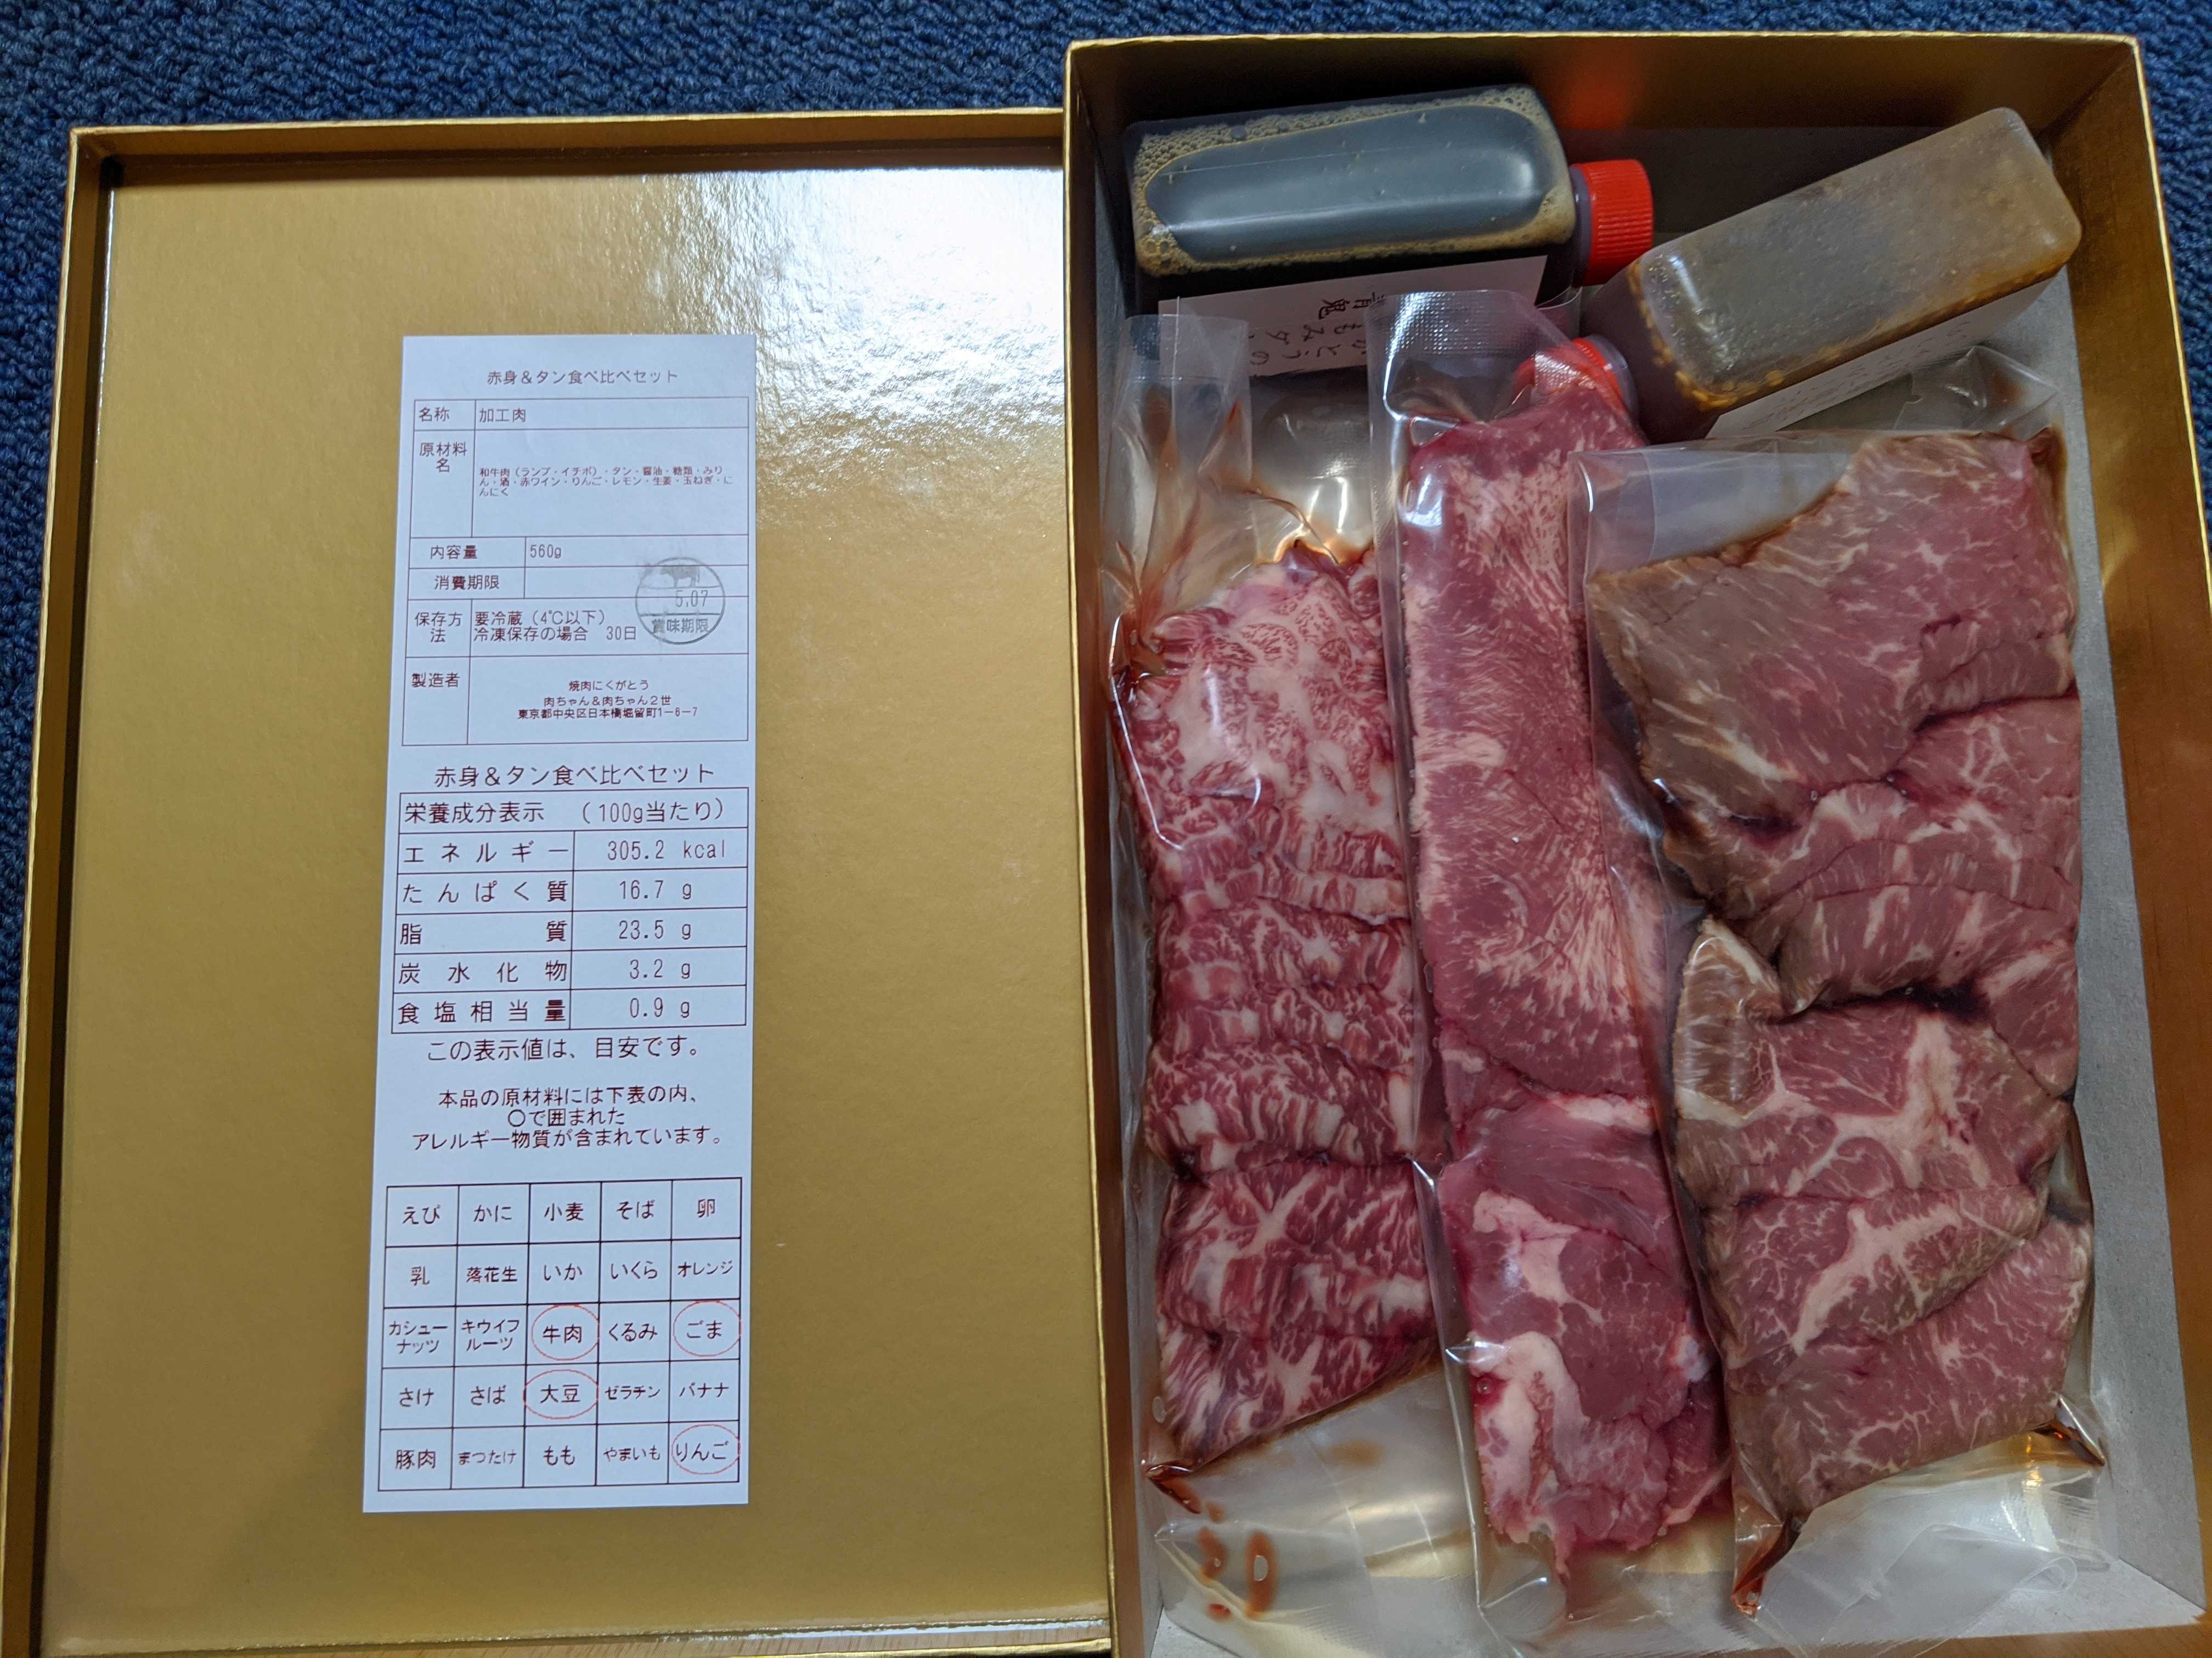 赤身＆タン食べ比べセット
名称 加工肉
原材料名 和牛肉（ランプ・イチボ）・タン・醤油・糖類・みり
ん・酒・赤ワイン・りんご・レモン・生姜・玉ねぎ・に
んにく
内容量 560g
消費期限
5.07
賞味期限
保存方法 要冷蔵（4℃以下）
冷凍保存の場合 30日
製造者 焼肉にくがとう
肉ちゃん＆肉ちゃん２世
東京都中央区日本橋堀留町1－6－7
赤身＆タン食べ比べセット
栄養成分表示 （100g当たり）
エネルギー 305.2 kcal
たんぱく質 16.7 g
脂質 23.5 g
炭水化物 3.2 g
食塩相当量 0.9 g
この表示値は、目安です。
本品の原材料には下表の内、
○で囲まれた
アレルギー物質が含まれています。
えび かに 小麦 そば 卵
乳 落花生 いか いくら オレンジ
カシューナッツ キウイフルーツ 牛肉 くるみ ごま
さけ さば 大豆 ゼラチン バナナ
豚肉 まつたけ もも やまいも りんご
青鬼
もみダ